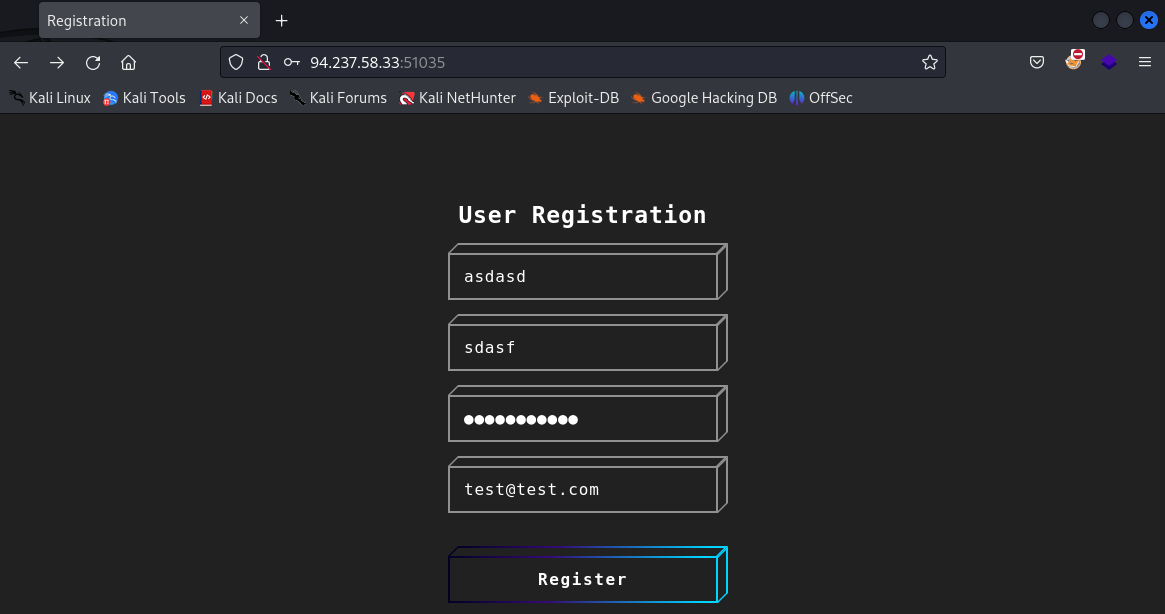 Registration
94.237.58.33:51035
Kali Linux Kali Tools Kali Docs Kali Forums Kali NetHunter Exploit-DB Google Hacking DB OffSec
User Registration
asdasd
sdasf
●●●●●●●●●●●
test@test.com
Register